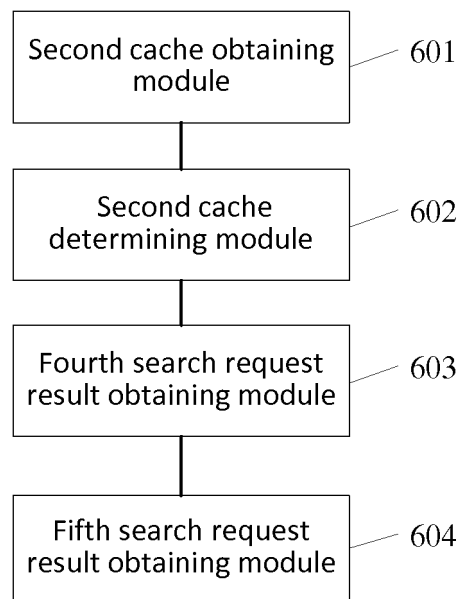 Second cache obtaining
module
601
Second cache
determining module
602
Fourth search request
result obtaining module
603
Fifth search request
result obtaining module
604